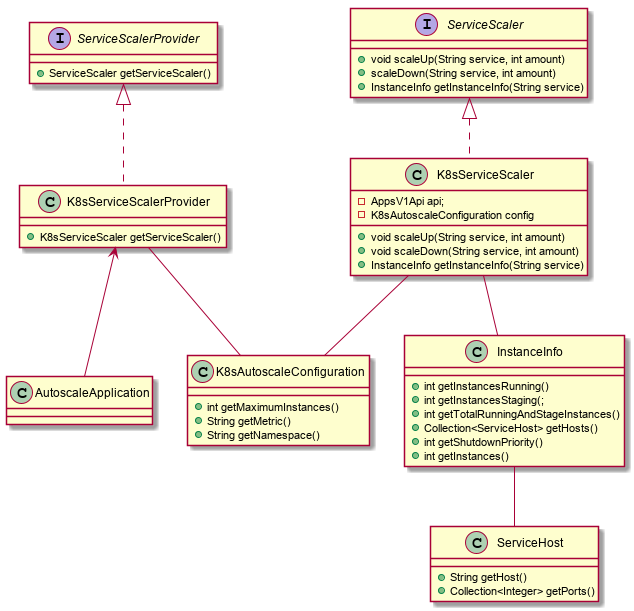 I ServiceScalerProvider
ServiceScaler getServiceScaler()
I ServiceScaler
void scaleUp(String service, int amount)
scaleDown(String service, int amount)
InstanceInfo getInstanceInfo(String service)
C K8sServiceScalerProvider
K8sServiceScaler getServiceScaler()
C K8sServiceScaler
AppsV1Api api;
K8sAutoscaleConfiguration config
void scaleUp(String service, int amount)
void scaleDown(String service, int amount)
InstanceInfo getInstanceInfo(String service)
C AutoscaleApplication
C K8sAutoscaleConfiguration
int getMaximumInstances()
String getMetric()
String getNamespace()
C InstanceInfo
int getInstancesRunning()
int getInstancesStaging(;
int getTotalRunningAndStageInstances()
Collection<ServiceHost> getHosts()
int getShutdownPriority()
int getInstances()
C ServiceHost
String getHost()
Collection<Integer> getPorts()